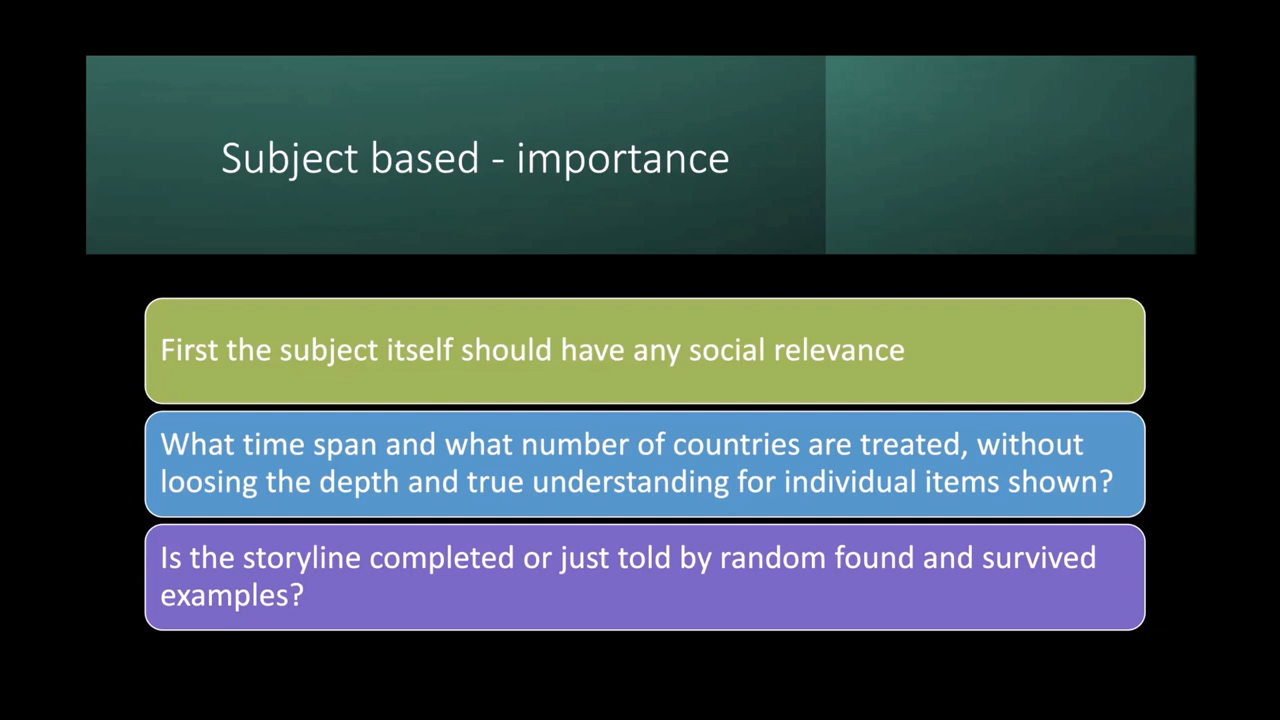 Subject based - importance
First the subject itself should have any social relevance
What time span and what number of countries are treated, without
loosing the depth and true understanding for individual items shown?
Is the storyline completed or just told by random found and survived
examples?